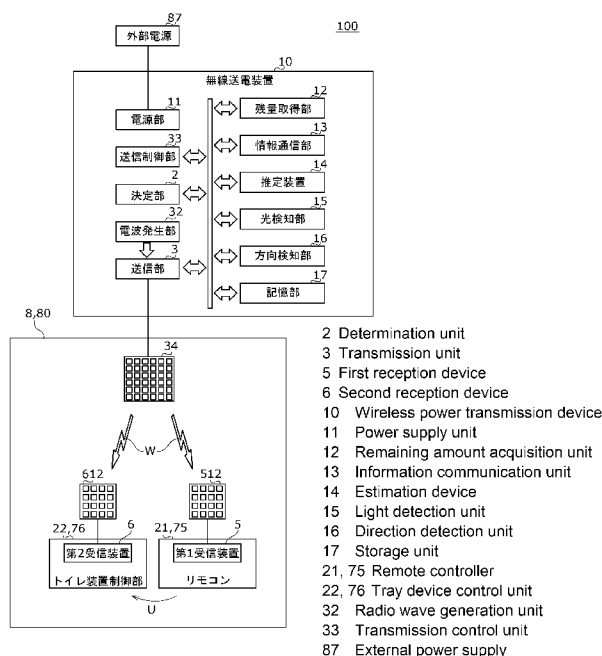 87
外部電源
100
10
無線送電装置
11
電源部
33
送信制御部
2
決定部
32
電波発生部
3
送信部
12
残量取得部
13
情報通信部
14
推定装置
15
光検知部
16
方向検知部
17
記憶部
8,80
34
W
612
512
22,76
6
第2受信装置
トイレ装置制御部
21,75
5
第1受信装置
リモコン
U
2 Determination unit
3 Transmission unit
5 First reception device
6 Second reception device
10 Wireless power transmission device
11 Power supply unit
12 Remaining amount acquisition unit
13 Information communication unit
14 Estimation device
15 Light detection unit
16 Direction detection unit
17 Storage unit
21, 75 Remote controller
22, 76 Tray device control unit
32 Radio wave generation unit
33 Transmission control unit
87 External power supply